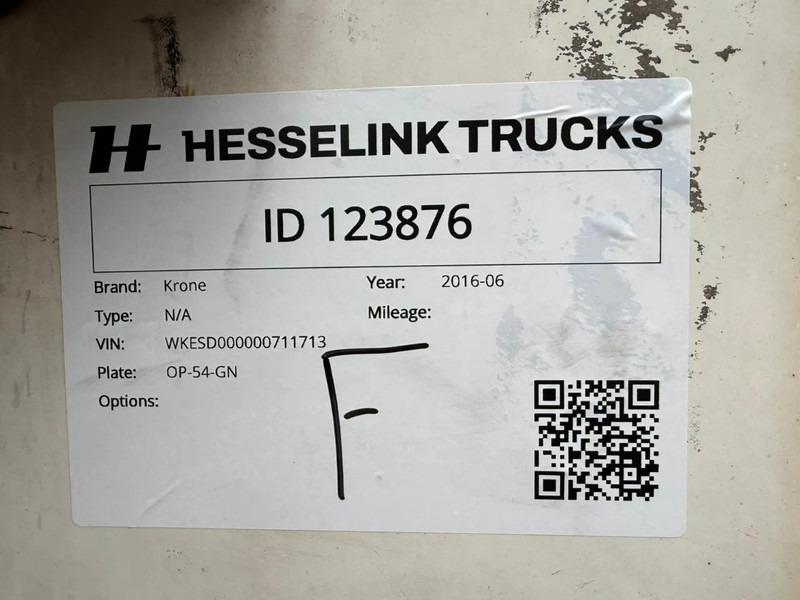 H HESSELINK TRUCKS
ID 123876
Brand: Krone Year: 2016-06
Type: N/A Mileage:
VIN: WKESD000000711713
Plate: OP-54-GN
Options:
F